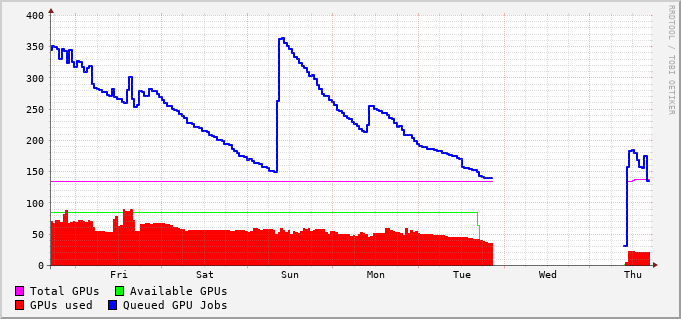 400
350
300
250
200
150
100
50
0
Fri Sat Sun Mon Tue Wed Thu
Total GPUs Available GPUs
GPUs used Queued GPU Jobs
RRDTOOL / TOBI OETIKER